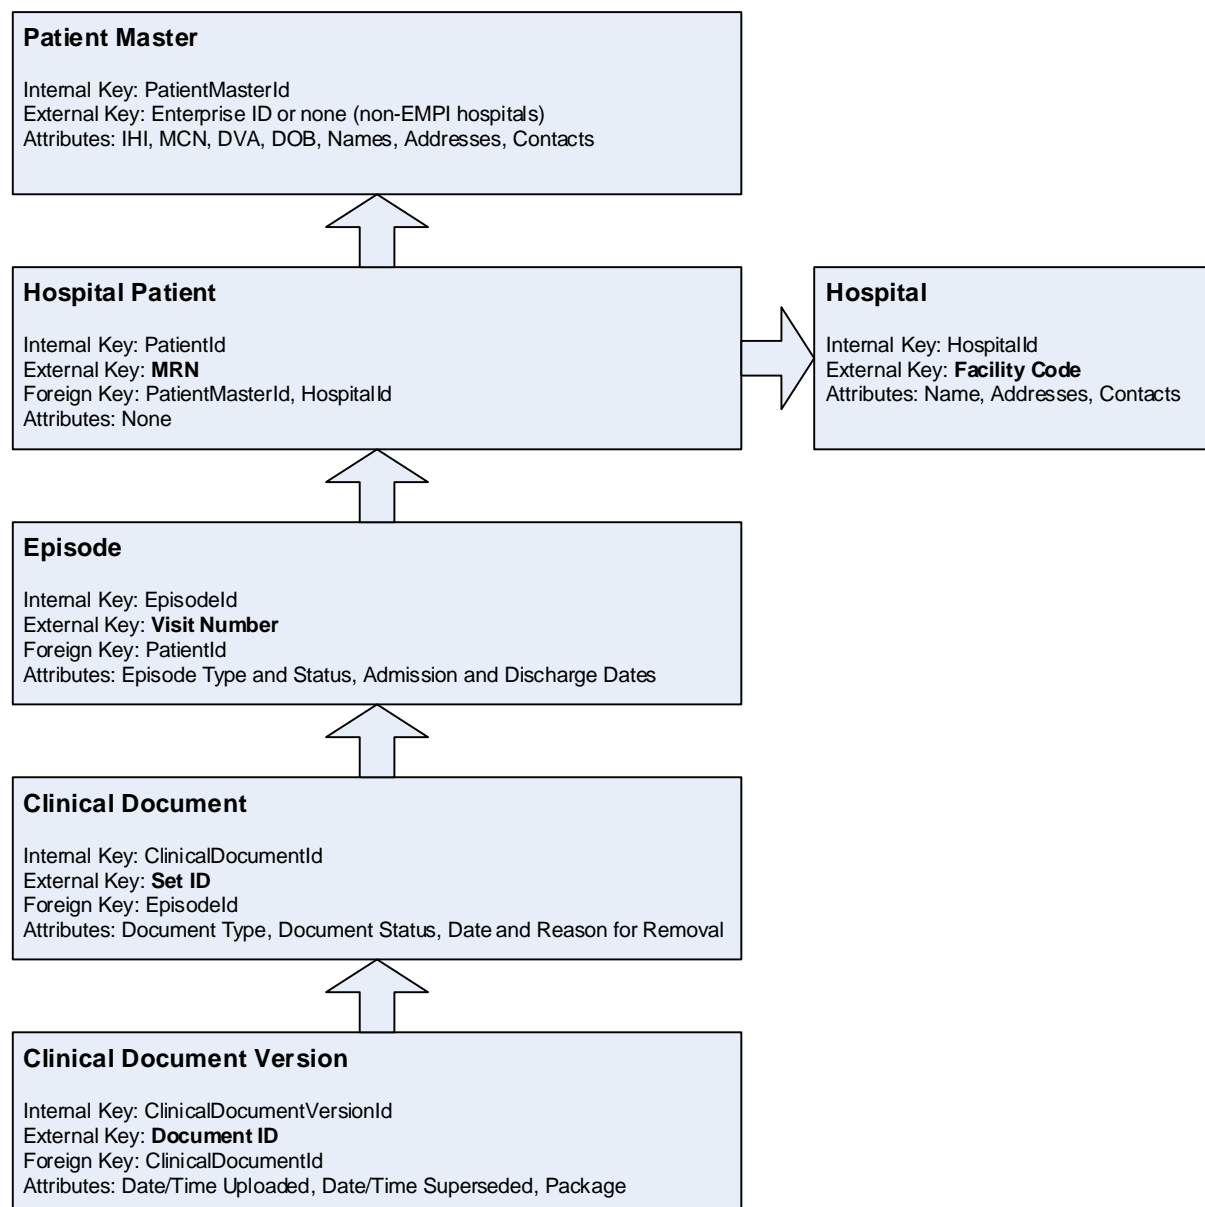 Patient Master
Internal Key: PatientMasterId
External Key: Enterprise ID or none (non-EMPI hospitals)
Attributes: IHI, MCN, DVA, DOB, Names, Addresses, Contacts
Hospital Patient
Internal Key: PatientId
External Key: MRN
Foreign Key: PatientMasterId, HospitalId
Attributes: None
Hospital
Internal Key: HospitalId
External Key: Facility Code
Attributes: Name, Addresses, Contacts
Episode
Internal Key: EpisodeId
External Key: Visit Number
Foreign Key: PatientId
Attributes: Episode Type and Status, Admission and Discharge Dates
Clinical Document
Internal Key: ClinicalDocumentId
External Key: Set ID
Foreign Key: EpisodeId
Attributes: Document Type, Document Status, Date and Reason for Removal
Clinical Document Version
Internal Key: ClinicalDocumentVersionId
External Key: Document ID
Foreign Key: ClinicalDocumentId
Attributes: Date/Time Uploaded, Date/Time Superseded, Package